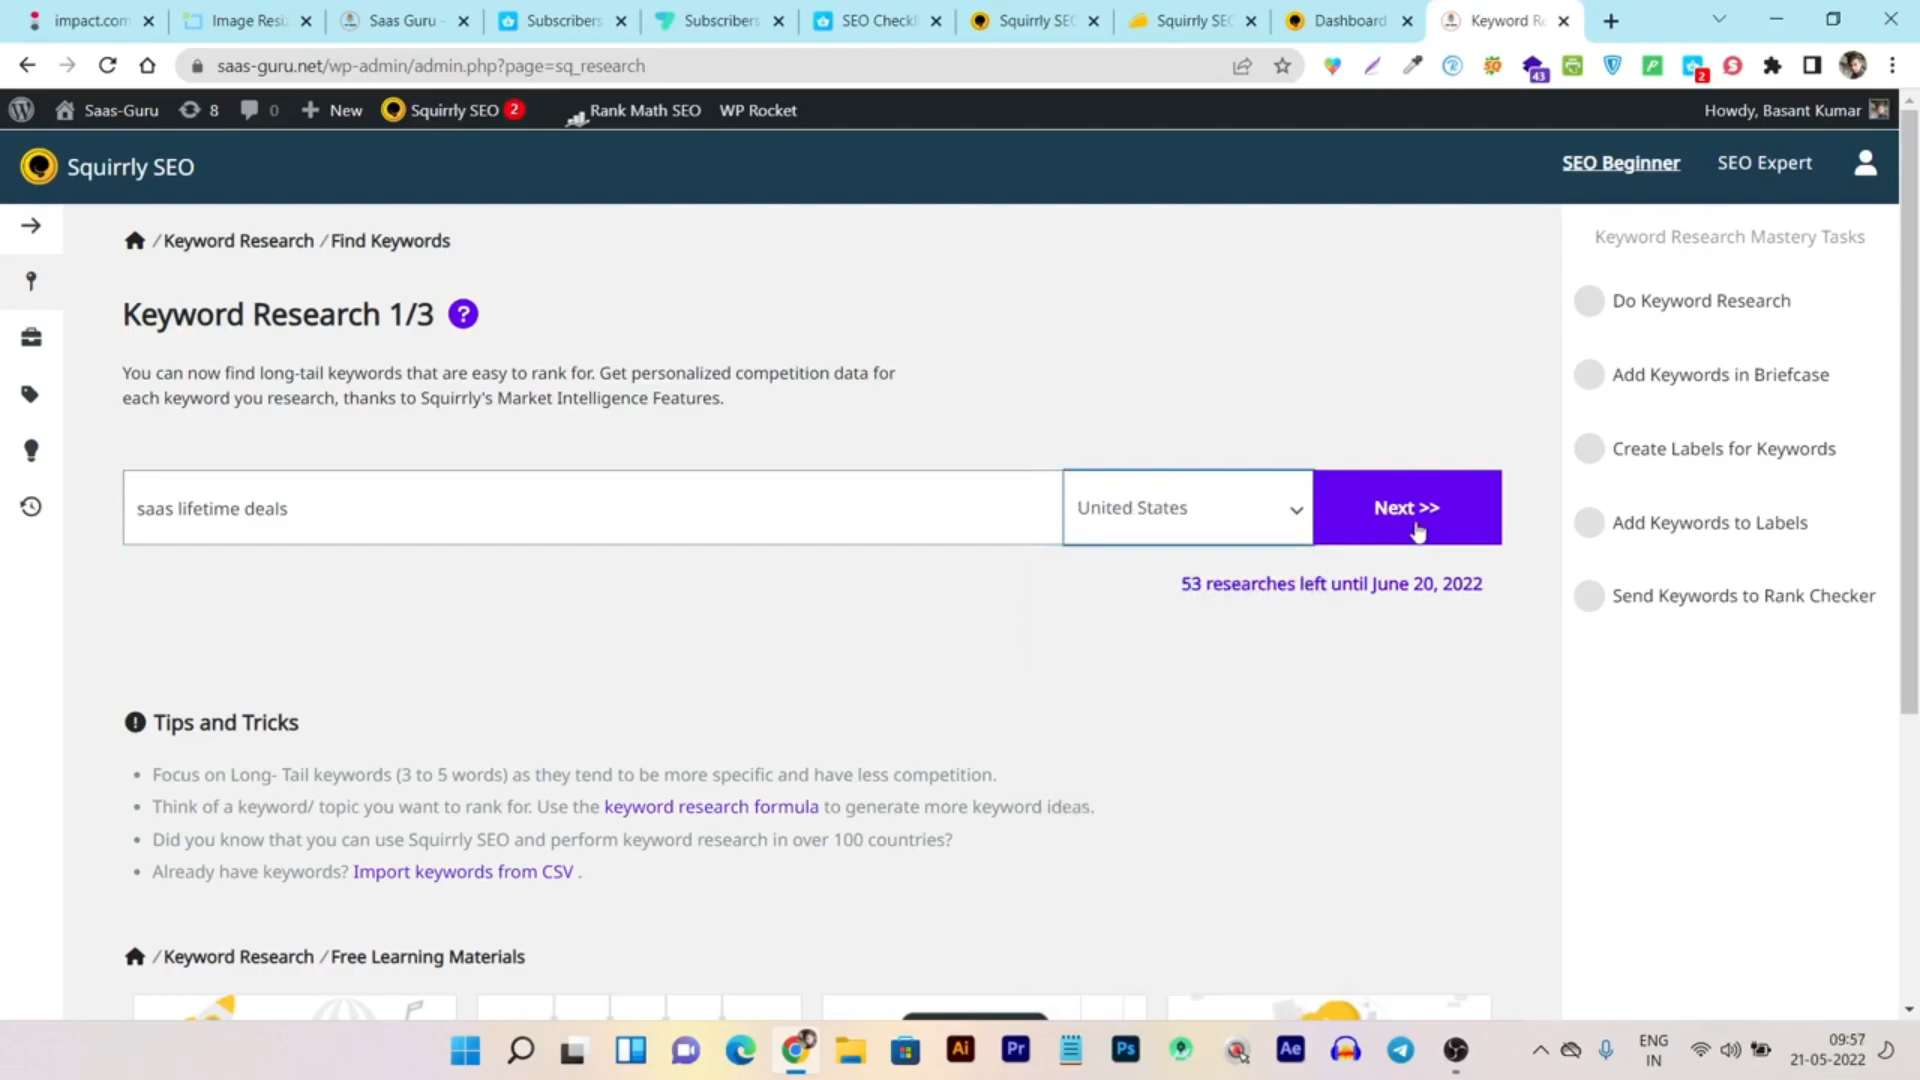 impact.com
Image Resi
Saas Guru -
Subscribers
Subscribers
SEO Checkl
Squirrly SEO
Squirrly SEO
Dashboard
Keyword Re
saas-guru.net/wp-admin/admin.php?page=sq_research
43
2
Saas-Guru
8
0
New
Squirrly SEO
2
Rank Math SEO
WP Rocket
Howdy, Basant Kumar
Squirrly SEO
SEO Beginner
SEO Expert
/ Keyword Research / Find Keywords
Keyword Research 1/3 ?
You can now find long-tail keywords that are easy to rank for. Get personalized competition data for
each keyword you research, thanks to Squirrly's Market Intelligence Features.
saas lifetime deals
United States
Next >>
53 researches left until June 20, 2022
Keyword Research Mastery Tasks
Do Keyword Research
Add Keywords in Briefcase
Create Labels for Keywords
Add Keywords to Labels
Send Keywords to Rank Checker
Tips and Tricks
• Focus on Long- Tail keywords (3 to 5 words) as they tend to be more specific and have less competition.
• Think of a keyword/ topic you want to rank for. Use the keyword research formula to generate more keyword ideas.
• Did you know that you can use Squirrly SEO and perform keyword research in over 100 countries?
• Already have keywords? Import keywords from CSV .
/ Keyword Research / Free Learning Materials
Ai
Pr
Ps
Ae
ENG
IN
09:57
21-05-2022